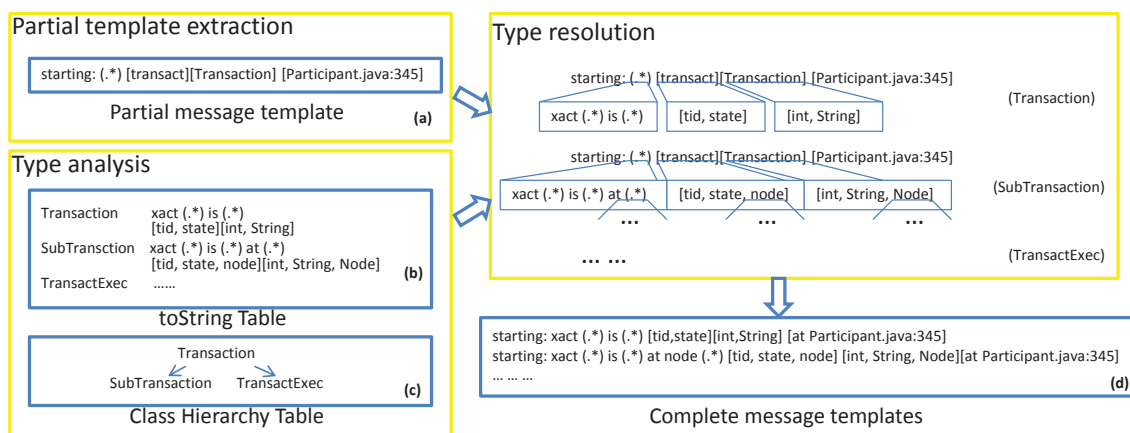 Partial template extraction
starting: (.*) [transact][Transaction] [Participant.java:345]
Partial message template
(a)
Type analysis
Transaction xact (.*) is (.*)
[tid, state][int, String]
SubTransction xact (.*) is (.*) at (.*)
[tid, state, node][int, String, Node]
TransactExec ......
(b)
toString Table
Transaction
SubTransaction TransactExec
(c)
Class Hierarchy Table
Type resolution
starting: (.*) [transact][Transaction] [Participant.java:345]
(Transaction)
xact (.*) is (.*) [tid, state] [int, String]
starting: (.*) [transact][Transaction] [Participant.java:345]
xact (.*) is (.*) at (.*) [tid, state, node] [int, String, Node]
(SubTransaction)
... ... ...
... ... (TransactExec)
starting: xact (.*) is (.*) [tid,state][int,String] [at Participant.java:345]
starting: xact (.*) is (.*) at node (.*) [tid, state, node] [int, String, Node][at Participant.java:345]
... ... ...
(d)
Complete message templates